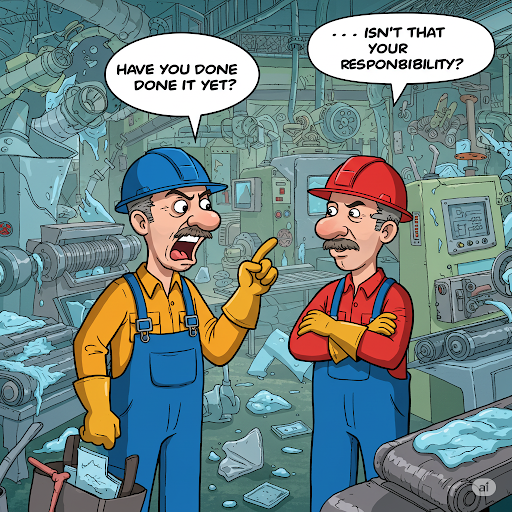 HAVE YOU DONE
DONE IT YET?
. . . ISN'T THAT
YOUR
RESPONBIBILITY?
ai